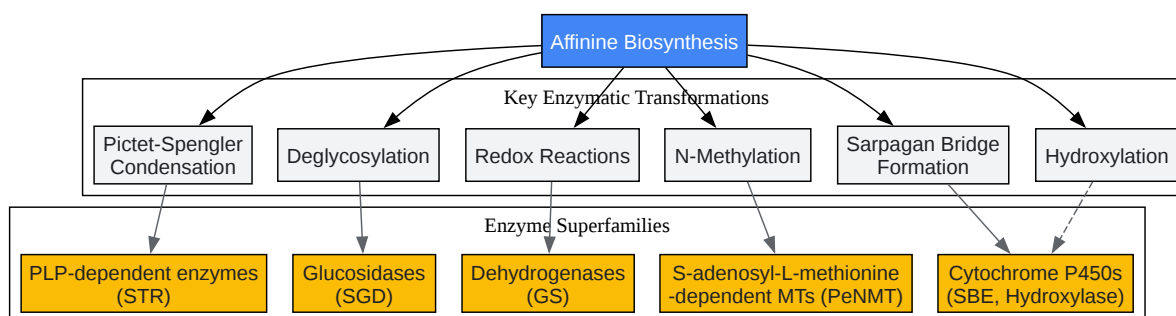 Affinine Biosynthesis
Key Enzymatic Transformations
Pictet-Spengler
Condensation
Deglycosylation
Redox Reactions
N-Methylation
Sarpagan Bridge
Formation
Hydroxylation
Enzyme Superfamilies
PLP-dependent enzymes
(STR)
Glucosidases
(SGD)
Dehydrogenases
(GS)
S-adenosyl-L-methionine
-dependent MTs (PeNMT)
Cytochrome P450s
(SBE, Hydroxylase)